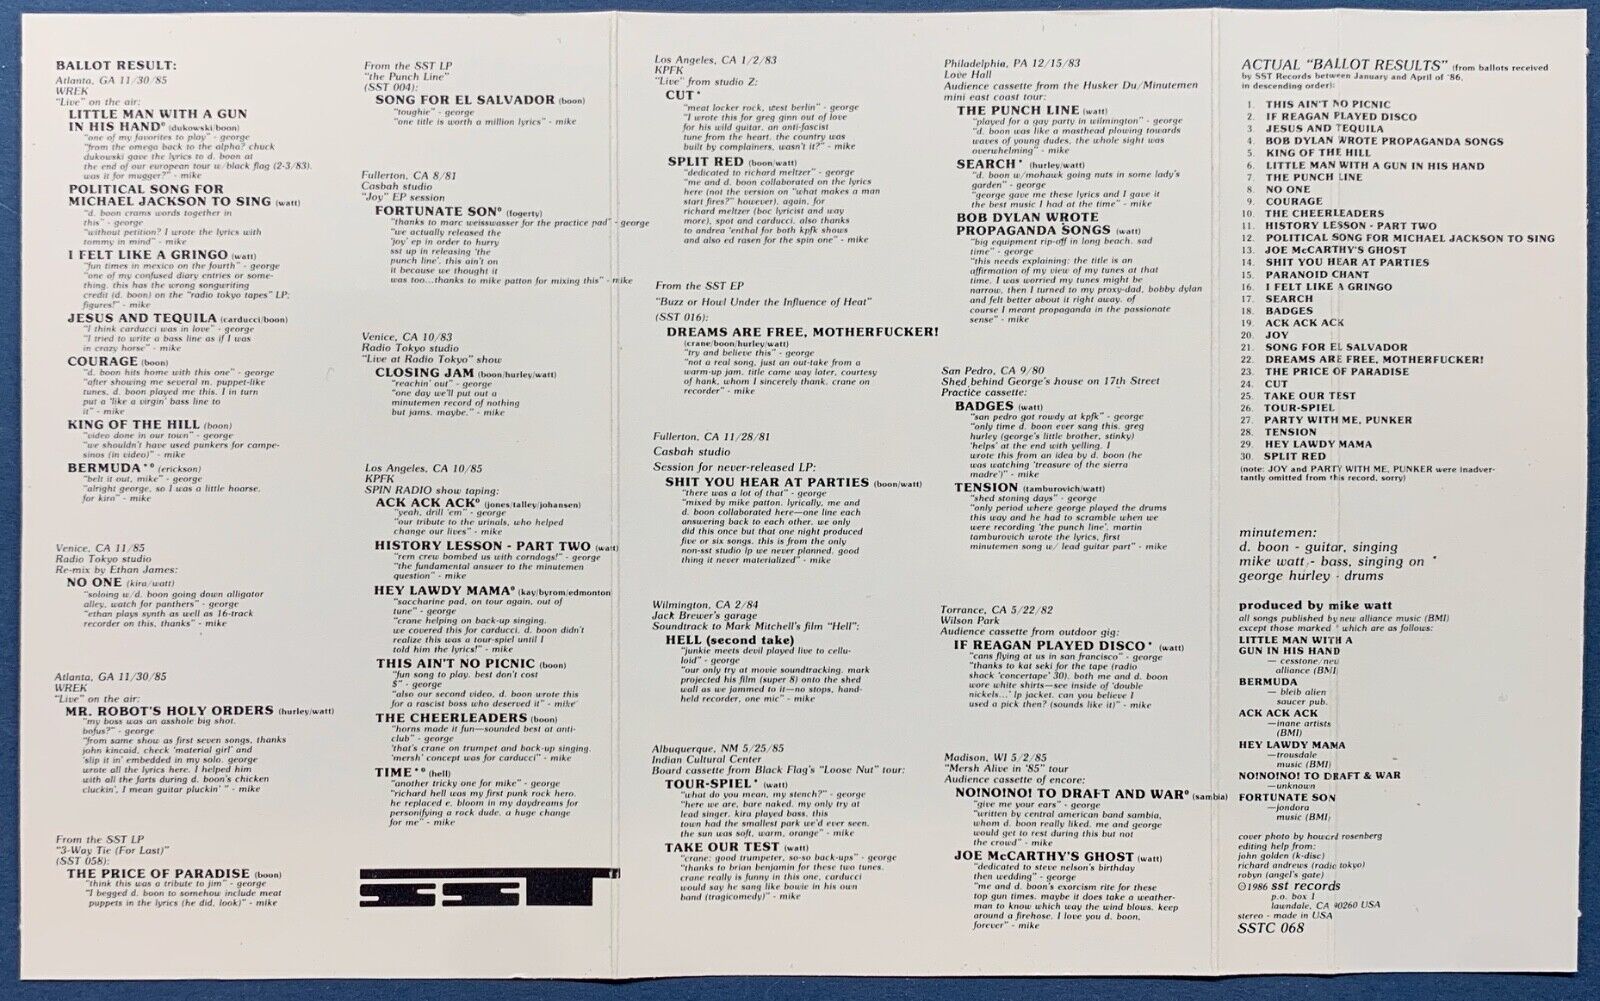 BALLOT RESULT:
Atlanta, GA 11/30/85
WREK
"Live" on the air:
LITTLE MAN WITH A GUN
IN HIS HAND° (dukowski/boon)
"one of my favorites to play" - george
"from the omega back to the alpha? chuck
dukowski gave the lyrics to d. boon at
the end of our european tour w/black flag (2-3/83).
was it for mugger?" - mike
POLITICAL SONG FOR
MICHAEL JACKSON TO SING (watt)
"d. boon crams words together in
this" - george
"without petition? I wrote the lyrics with
tommy in mind" - mike
I FELT LIKE A GRINGO (watt)
"fun times in mexico on the fourth" - george
"one of my confused diary entries or some-
thing. this has the wrong songwriting
credit (d. boon) on the "radio tokyo tapes" LP;
figures!" - mike
JESUS AND TEQUILA (carducci/boon)
"I think carducci was in love" - george
"I tried to write a bass line as if I was
in crazy horse" - mike
COURAGE (boon)
"d. boon hits home with this one" - george
"after showing me several m. puppet-like
tunes, d. boon played me this. I in turn
put a 'like a virgin' bass line to
it" - mike
KING OF THE HILL (boon)
"video done in our town" - george
"we shouldn't have used punkers for campe-
sinos (in video)" - mike
BERMUDA*° (erickson)
"belt it out, mike" - george
"alright george, so I was a little hoarse,
for kira" - mike
Venice, CA 11/85
Radio Tokyo studio
Re-mix by Ethan James:
NO ONE (kira/watt)
"soloing w/d. boon going down alligator
alley, watch for panthers" - george
"ethan plays synth as well as 16-track
recorder on this, thanks" - mike
Atlanta, GA 11/30/85
WREK
"Live" on the air:
MR. ROBOT'S HOLY ORDERS (hurley/watt)
"my boss was an asshole big shot,
bofus?" - george
"from same show as first seven songs, thanks
john kincaid, check 'material girl' and
'slip it in' embedded in my solo. george
wrote all the lyrics here. I helped him
with all the farts during d. boon's chicken
cluckin', I mean guitar pluckin' " - mike
From the SST LP
"3-Way Tie (For Last)"
(SST 058):
THE PRICE OF PARADISE (boon)
"think this was a tribute to jim" - george
"I begged d. boon to somehow include meat
puppets in the lyrics (he did, look)" - mike
From the SST LP
"the Punch Line"
(SST 004):
SONG FOR EL SALVADOR (boon)
"toughie" - george
"one title is worth a million lyrics" - mike
Fullerton, CA 8/81
Casbah studio
"Joy" EP session
FORTUNATE SON° (fogerty)
"thanks to marc weisswasser for the practice pad" - george
"we actually released the
'joy' ep in order to hurry
sst up in releasing 'the
punch line'. this ain't on
it because we thought it
was too...thanks to mike patton for mixing this" - mike
Venice, CA 10/83
Radio Tokyo studio
"Live at Radio Tokyo" show
CLOSING JAM (boon/hurley/watt)
"reachin' out" - george
"one day we'll put out a
minutemen record of nothing
but jams, maybe." - mike
Los Angeles, CA 10/85
KPFK
SPIN RADIO show taping:
ACK ACK ACK° (jones/talley/johansen)
"yeah, drill 'em" - george
"our tribute to the urinals, who helped
change our lives" - mike
HISTORY LESSON - PART TWO (watt)
"rem crew bombed us with corndogs!" - george
"the fundamental answer to the minutemen
question" - mike
HEY LAWDY MAMA° (kay/byrom/edmonton)
"saccharine pad, on tour again, out of
tune" - george
"crane helping on back-up singing.
we covered this for carducci. d. boon didn't
realize this was a tour-spiel until I
told him the lyrics!" - mike
THIS AIN'T NO PICNIC (boon)
"fun song to play. best don't cost
$" - george
"also our second video, d. boon wrote this
for a rascist boss who deserved it" - mike
THE CHEERLEADERS (boon)
"horns made it fun—sounded best at anti-
club" - george
'that's crane on trumpet and back-up singing.
'mersh' concept was for carducci" - mike
TIME*° (hell)
"another tricky one for mike" - george
"richard hell was my first punk rock hero.
he replaced e. bloom in my daydreams for
personifying a rock dude. a huge change
for me" - mike
SST
Los Angeles, CA 1/2/83
KPFK
"Live" from studio Z:
CUT*
"meat locker rock, west berlin" - george
"I wrote this for greg ginn out of love
for his wild guitar. an anti-fascist
tune from the heart. the country was
built by complainers, wasn't it?" - mike
SPLIT RED (boon/watt)
"dedicated to richard meltzer" - george
"me and d. boon collaborated on the lyrics
here (not the version on "what makes a man
start fires?" however). again, for
richard meltzer (boc lyricist and way
more), spot and carducci. also thanks
to andrea 'enthal for both kpfk shows
and also ed rasen for the spin one" - mike
From the SST EP
"Buzz or Howl Under the Influence of Heat"
(SST 016):
DREAMS ARE FREE, MOTHERFUCKER!
(crane/boon/hurley/watt)
"try and believe this" - george
"not a real song, just an out-take from a
warm-up jam. title came way later, courtesy
of hank, whom I sincerely thank. crane on
recorder" - mike
Fullerton, CA 11/28/81
Casbah studio
Session for never-released LP:
SHIT YOU HEAR AT PARTIES (boon/watt)
"there was a lot of that" - george
"mixed by mike patton. lyrically, me and
d. boon collaborated here—one line each
answering back to each other. we only
did this once but that one night produced
five or six songs. this is from the only
non-sst studio lp we never planned. good
thing it never materialized" - mike
Wilmington, CA 2/84
Jack Brewer's garage
Soundtrack to Mark Mitchell's film "Hell":
HELL (second take)
"junkie meets devil played live to cellu-
loid" - george
"our only try at movie soundtracking. mark
projected his film (super 8) onto the shed
wall as we jammed to it—no stops, hand-
held recorder, one mic" - mike
Albuquerque, NM 5/25/85
Indian Cultural Center
Board cassette from Black Flag's "Loose Nut" tour:
TOUR-SPIEL* (watt)
"what do you mean, my stench?" - george
"here we are, bare naked. my only try at
lead singer. kira played bass. this
town had the smallest park we'd ever seen.
the sun was soft, warm, orange" - mike
TAKE OUR TEST (watt)
"crane: good trumpeter, so-so back-ups" - george
"thanks to brian benjamin for these two tunes.
crane really is funny in this one, carducci
would say he sang like bowie in his own
band (tragicomedy)" - mike
Philadelphia, PA 12/15/83
Love Hall
Audience cassette from the Husker Du/Minutemen
mini east coast tour:
THE PUNCH LINE (watt)
"played for a gay party in wilmington" - george
"d. boon was like a masthead plowing towards
waves of young dudes. the whole sight was
overwhelming" - mike
SEARCH* (hurley/watt)
"d. boon w/mohawk going nuts in some lady's
garden" - george
"george gave me these lyrics and I gave it
the best music I had at the time" - mike
BOB DYLAN WROTE
PROPAGANDA SONGS (watt)
"big equipment rip-off in long beach. sad
time" - george
"this needs explaining: the title is an
affirmation of my view of my tunes at that
time. I was worried my tunes might be
narrow, then I turned to my proxy-dad, bobby dylan
and felt better about it right away. of
course I meant propaganda in the passionate
sense" - mike
San Pedro, CA 9/80
Shed behind George's house on 17th Street
Practice cassette:
BADGES (watt)
"san pedro got rowdy at kpfk" - george
"only time d. boon ever sang this. greg
hurley (george's little brother, stinky)
'helps' at the end with yelling. I
wrote this from an idea by d. boon (he
was watching 'treasure of the sierra
madre')" - mike
TENSION (tamburovich/watt)
"shed stoning days" - george
"only period where george played the drums
this way and he had to scramble when we
were recording 'the punch line'. martin
tamburovich wrote the lyrics, first
minutemen song w/ lead guitar part" - mike
Torrance, CA 5/22/82
Wilson Park
Audience cassette from outdoor gig:
IF REAGAN PLAYED DISCO* (watt)
"cans flying at us in san francisco" - george
"thanks to kat seki for the tape (radio
shack 'concertape' 30). both me and d. boon
wore white shirts—see inside of 'double
nickels...' lp jacket. can you believe I
used a pick then? (sounds like it)" - mike
Madison, WI 5/2/85
"Mersh Alive in '85" tour
Audience cassette of encore:
NO!NO!NO! TO DRAFT AND WAR° (sambia)
"give me your ears" - george
"written by central american band sambia,
whom d. boon really liked. me and george
would get to rest during this but not
the crowd" - mike
JOE McCARTHY'S GHOST (watt)
"dedicated to steve nelson's birthday
then wedding" - george
"me and d. boon's exorcism rite for these
top gun times. maybe it does take a weather-
man to know which way the wind blows. keep
around a firehose. I love you d. boon,
forever" - mike
ACTUAL "BALLOT RESULTS" (from ballots received
by SST Records between January and April of '86,
in descending order):
1. THIS AIN'T NO PICNIC
2. IF REAGAN PLAYED DISCO
3. JESUS AND TEQUILA
4. BOB DYLAN WROTE PROPAGANDA SONGS
5. KING OF THE HILL
6. LITTLE MAN WITH A GUN IN HIS HAND
7. THE PUNCH LINE
8. NO ONE
9. COURAGE
10. THE CHEERLEADERS
11. HISTORY LESSON - PART TWO
12. POLITICAL SONG FOR MICHAEL JACKSON TO SING
13. JOE McCARTHY'S GHOST
14. SHIT YOU HEAR AT PARTIES
15. PARANOID CHANT
16. I FELT LIKE A GRINGO
17. SEARCH
18. BADGES
19. ACK ACK ACK
20. JOY
21. SONG FOR EL SALVADOR
22. DREAMS ARE FREE, MOTHERFUCKER!
23. THE PRICE OF PARADISE
24. CUT
25. TAKE OUR TEST
26. TOUR-SPIEL
27. PARTY WITH ME, PUNKER
28. TENSION
29. HEY LAWDY MAMA
30. SPLIT RED
(note: JOY and PARTY WITH ME, PUNKER were inadver-
tantly omitted from this record, sorry)
minutemen:
d. boon - guitar, singing
mike watt - bass, singing on *
george hurley - drums
produced by mike watt
all songs published by new alliance music (BMI)
except those marked ° which are as follows:
LITTLE MAN WITH A
GUN IN HIS HAND
— cesstone/new
alliance (BMI)
BERMUDA
— bleib alien
saucer pub.
ACK ACK ACK
—inane artists
(BMI)
HEY LAWDY MAMA
—trousdale
music (BMI)
NO!NO!NO! TO DRAFT & WAR
—unknown
FORTUNATE SON
—jondora
music (BMI)
cover photo by howard rosenberg
editing help from:
john golden (k-disc)
richard andrews (radio tokyo)
robyn (angel's gate)
©1986 sst records
p.o. box 1
lawndale, CA 90260 USA
stereo - made in USA
SSTC 068